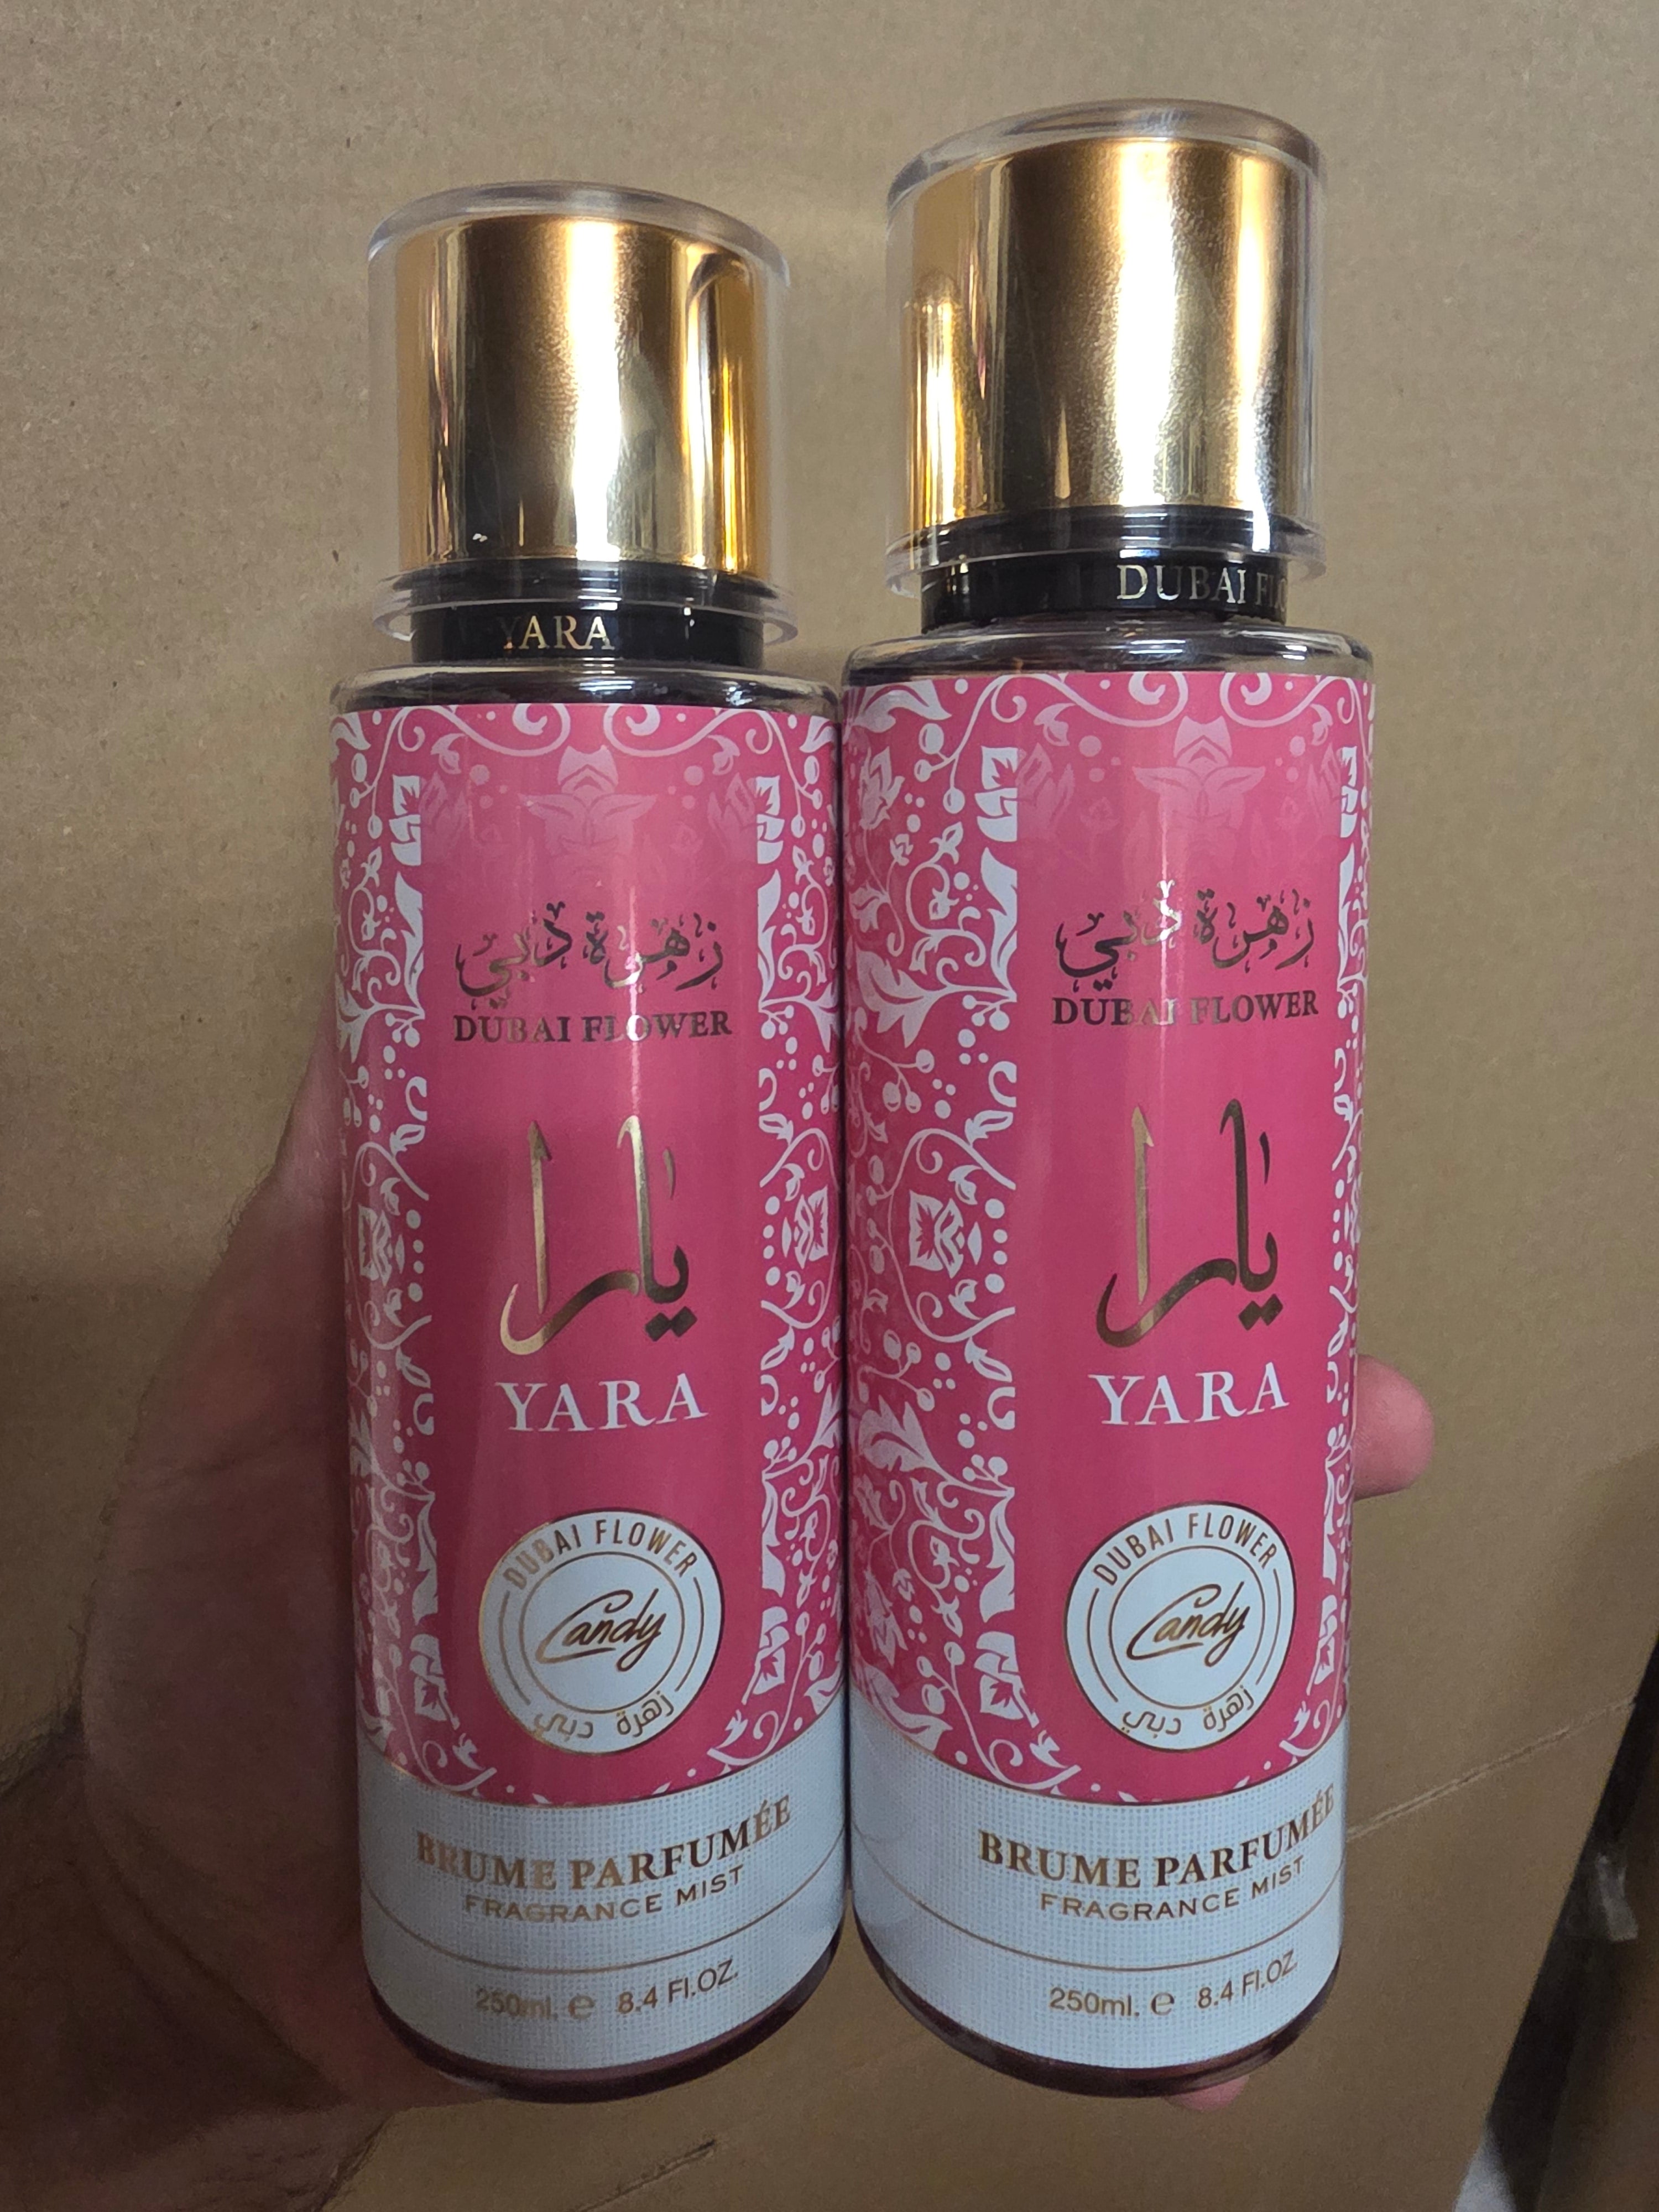 YARA
زهرة دبي
DUBAI FLOWER
يارا
YARA
DUBAI FLOWER
Candy
زهرة دبي
BRUME PARFUMÉE
FRAGRANCE MIST
250ml. e 8.4 Fl.OZ.
DUBAI FLO
زهرة دبي
DUBAI FLOWER
يارا
YARA
DUBAI FLOWER
Candy
زهرة دبي
BRUME PARFUMÉE
FRAGRANCE MIST
250ml. e 8.4 Fl.OZ.